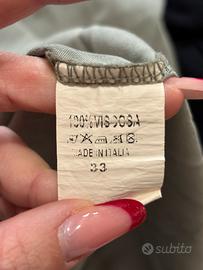 100% VISCOSA
MADE IN ITALIA
33
subito